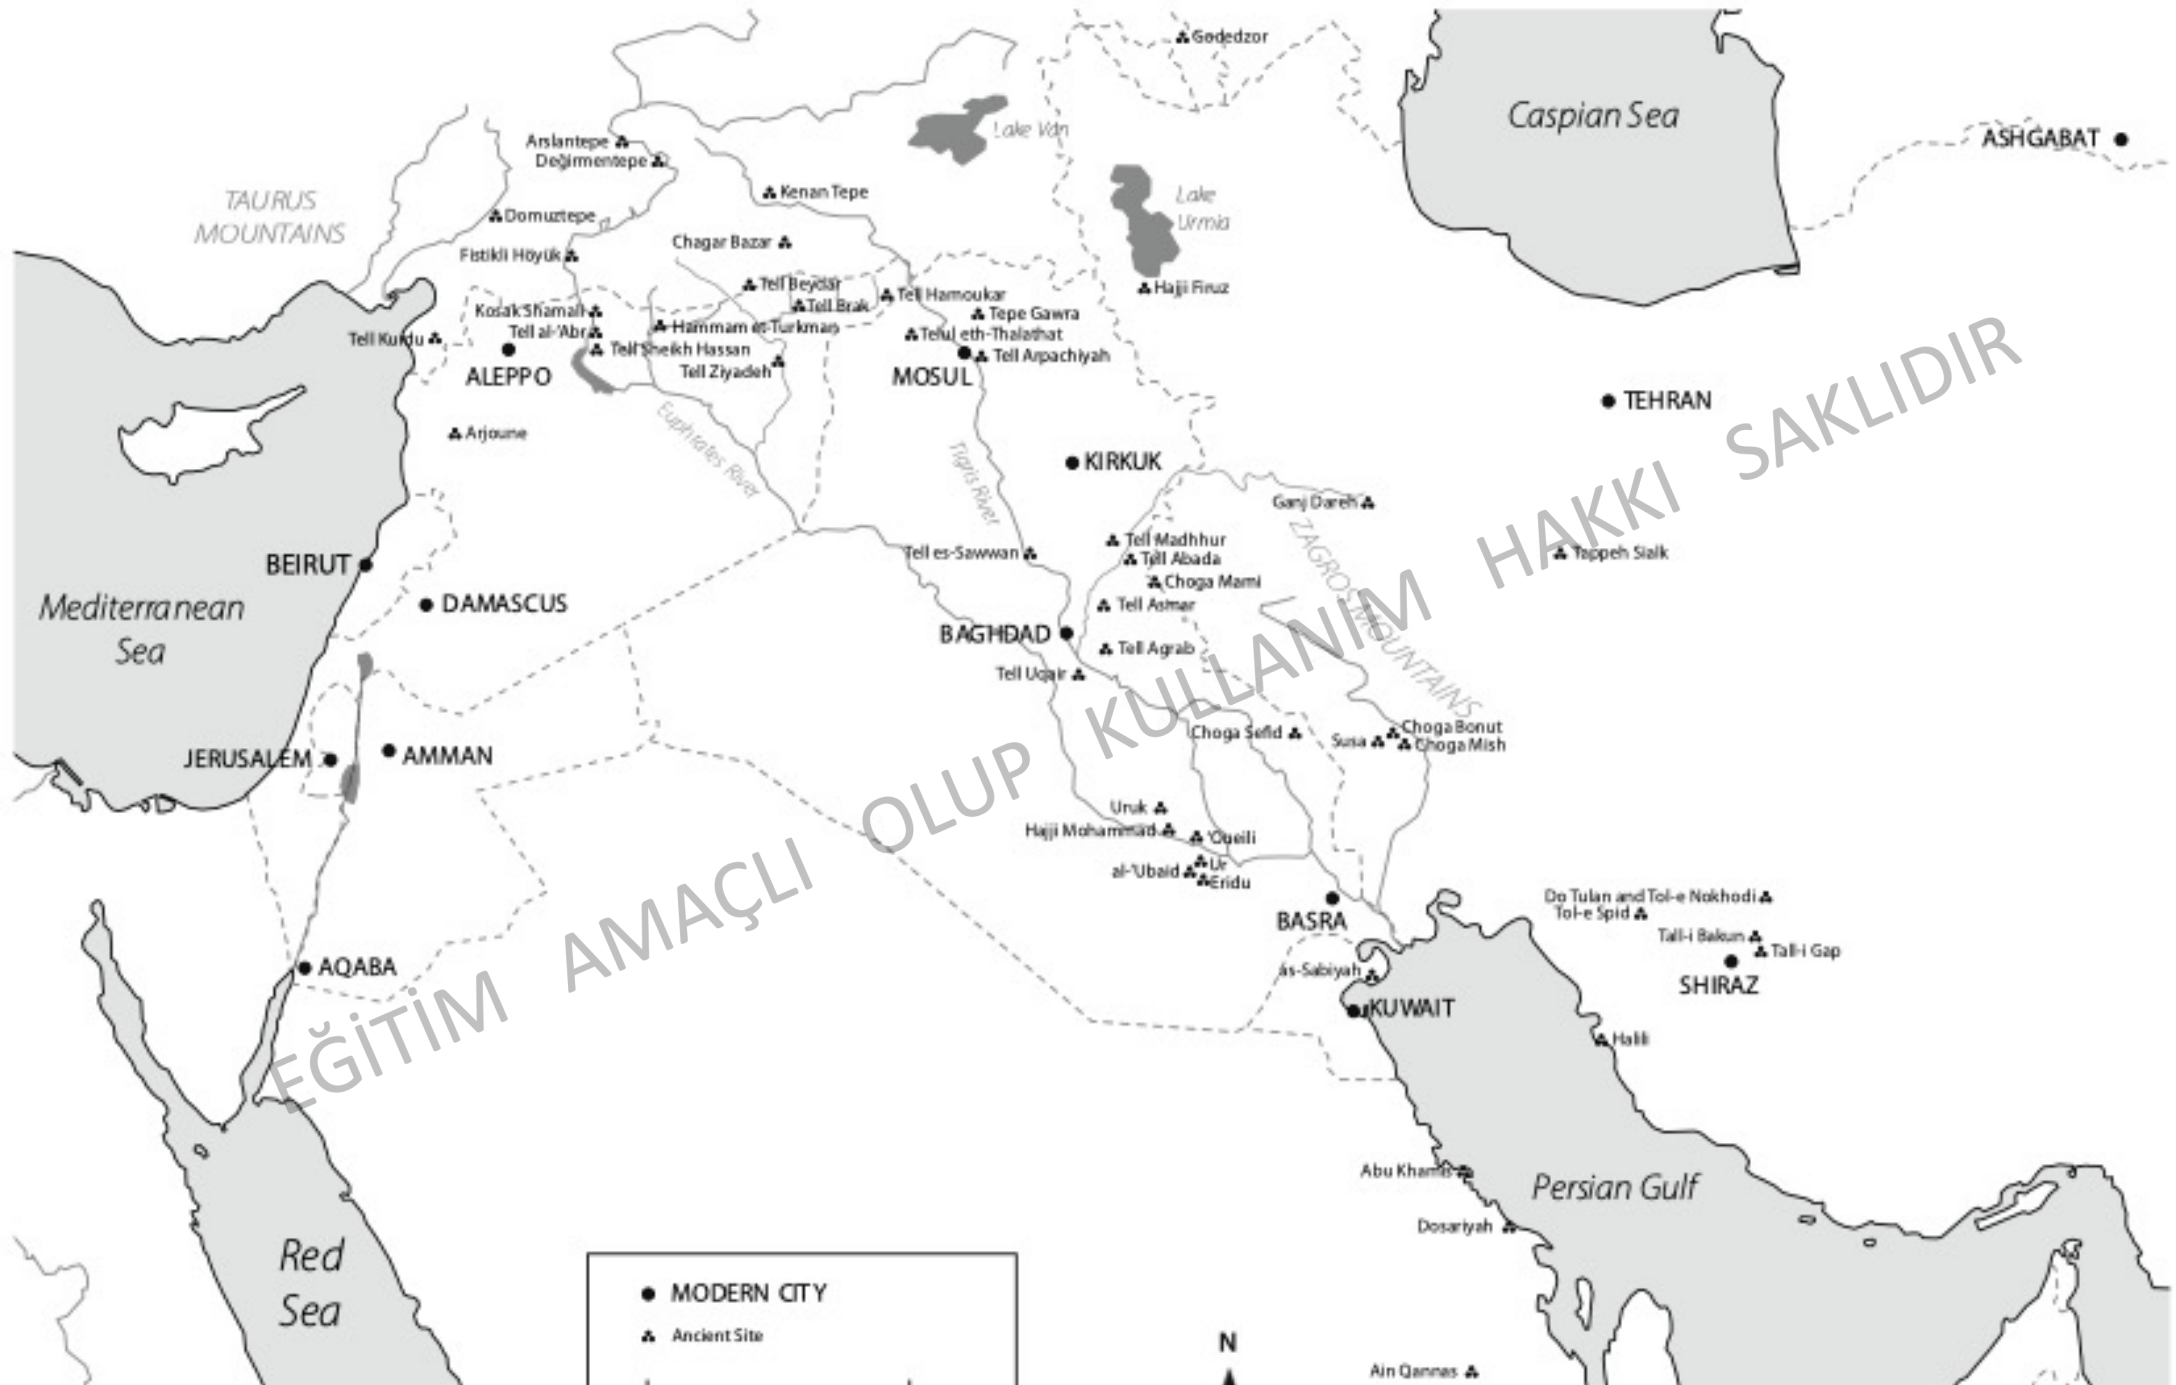 Godedzor
Caspian Sea
ASHGABAT
Lake Van
Arslantepe
Değirmentepe
Lake
Urmia
TAURUS
MOUNTAINS
Kenan Tepe
Domuztepe
Chagar Bazar
Fistikli Höyük
Tell Beydar
Tell Hamoukar
Hajji Firuz
Tell Brak
Kosak Shamali
Tepe Gawra
Hammam et-Turkman
Tell al-'Abr
Telul eth-Thalathat
Tell Kurdu
Tell Sheikh Hassan
Tell Arpachiyah
Tell Ziyadeh
ALEPPO
MOSUL
TEHRAN
Arjoune
Euphrates River
Tigris River
KIRKUK
Ganj Dareh
ZAGROS MOUNTAINS
Tell Madhhur
Tell es-Sawwan
Tappeh Sialk
Tell Abada
BEIRUT
Choga Mami
Mediterranean
Sea
DAMASCUS
Tell Asmar
BAGHDAD
Tell Agrab
Tell Uqair
Choga Bonut
Choga Sefid
Susa
Choga Mish
JERUSALEM
AMMAN
Uruk
Hajji Mohammad
'Oueili
Ur
al-'Ubaid
Eridu
Do Tulan and Tol-e Nokhodi
Tol-e Spid
BASRA
Tall-i Bakun
Tall-i Gap
AQABA
as-Sabiyah
SHIRAZ
KUWAIT
Halili
EĞİTİM AMAÇLI OLUP KULLANIM HAKKI SAKLIDIR
Abu Khamis
Persian Gulf
Dosariyah
Red
Sea
MODERN CITY
Ancient Site
N
Ain Qannas